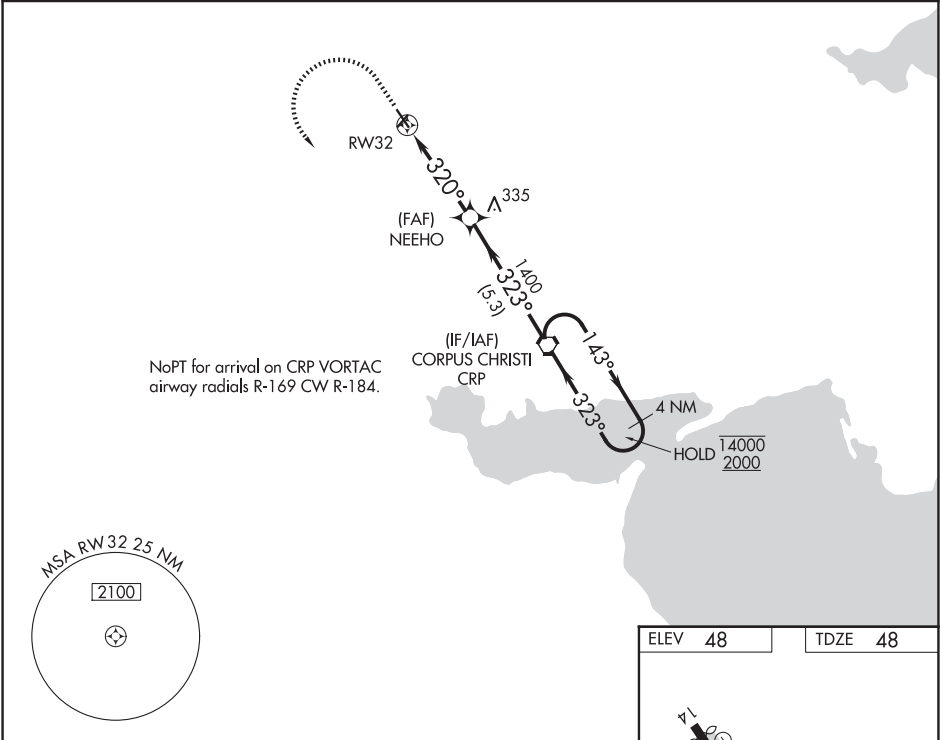 RW32
320°
335
(FAF)
NEEHO
1400
323°
(5.3)
(IF/IAF)
CORPUS CHRISTI
CRP
143°
NoPT for arrival on CRP VORTAC
airway radials R-169 CW R-184.
323°
4 NM
HOLD 14000
2000
MSA RW32 25 NM
2100
ELEV 48
TDZE 48
14